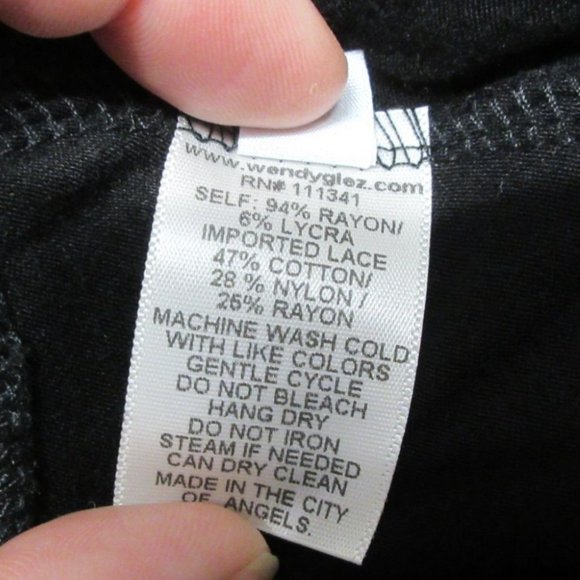 www.wendyglez.com
RN# 111341
SELF: 94% RAYON/
6% LYCRA
IMPORTED LACE
47% COTTON/
28 % NYLON /
25% RAYON
MACHINE WASH COLD
WITH LIKE COLORS
GENTLE CYCLE
DO NOT BLEACH
HANG DRY
DO NOT IRON
STEAM IF NEEDED
CAN DRY CLEAN
MADE IN THE CITY
OF ANGELS.